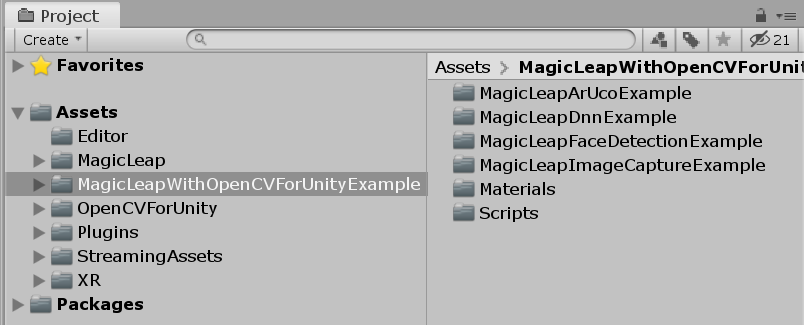 Project
Create
21
Favorites
Assets
Editor
MagicLeap
MagicLeapWithOpenCVForUnityExample
OpenCVForUnity
Plugins
StreamingAssets
XR
Packages
Assets > MagicLeapWithOpenCVForUnit
MagicLeapArUcoExample
MagicLeapDnnExample
MagicLeapFaceDetectionExample
MagicLeapImageCaptureExample
Materials
Scripts